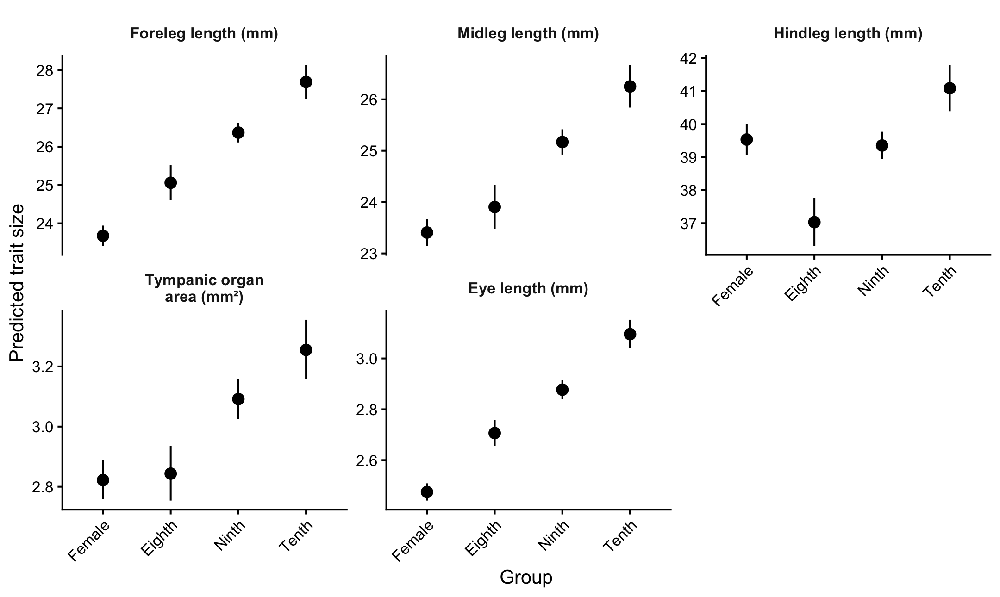 Foreleg length (mm)
28
27
26
25
24
Midleg length (mm)
26
25
24
23
Hindleg length (mm)
42
41
40
39
38
37
Female
Eighth
Ninth
Tenth
Predicted trait size
Tympanic organ
area (mm²)
3.2
3.0
2.8
Female
Eighth
Ninth
Tenth
Eye length (mm)
3.0
2.8
2.6
Female
Eighth
Ninth
Tenth
Group